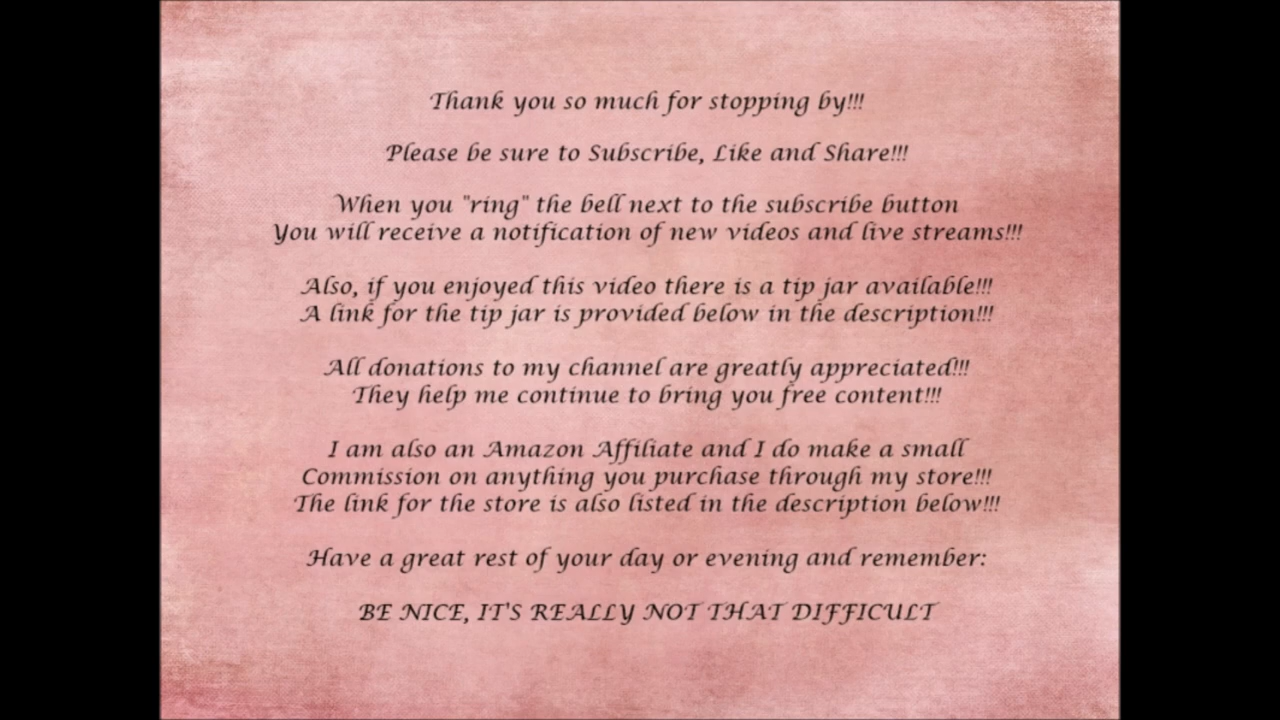 Thank you so much for stopping by!!!
Please be sure to Subscribe, Like and Share!!!
When you "ring" the bell next to the subscribe button
You will receive a notification of new videos and live streams!!!
Also, if you enjoyed this video there is a tip jar available!!!
A link for the tip jar is provided below in the description!!!
All donations to my channel are greatly appreciated!!!
They help me continue to bring you free content!!!
I am also an Amazon Affiliate and I do make a small
Commission on anything you purchase through my store!!!
The link for the store is also listed in the description below!!!
Have a great rest of your day or evening and remember:
BE NICE, IT'S REALLY NOT THAT DIFFICULT